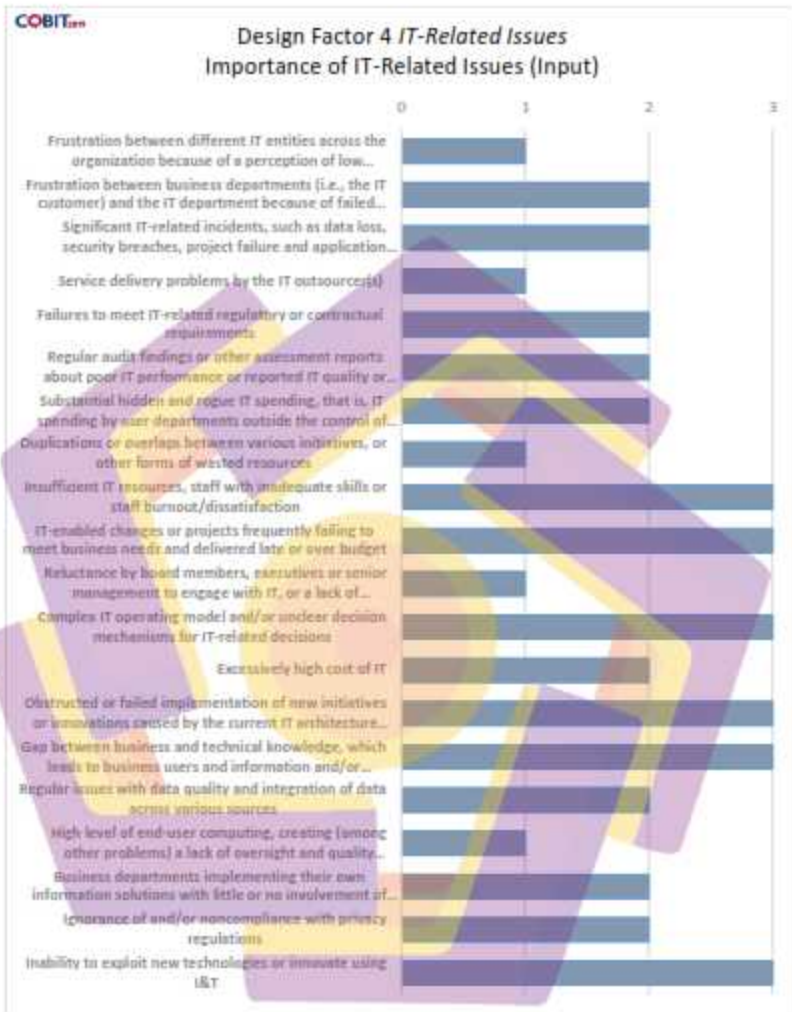 COBIT
Design Factor 4 IT-Related Issues
Importance of IT-Related Issues (Input)
0 1 2 3
Frustration between different IT entities across the
organization because of a perception of low...
Frustration between business departments (i.e., the IT
customer) and the IT department because of failed...
Significant IT-related incidents, such as data loss,
security breaches, project failure and application...
Service delivery problems by the IT outsourcer(s)
Failures to meet IT-related regulatory or contractual
requirements
Regular audit findings or other assessment reports
about poor IT performance or reported IT quality or...
Substantial hidden and rogue IT spending, that is, IT
spending by user departments outside the control of...
Duplications or overlaps between various initiatives, or
other forms of wasted resources
Insufficient IT resources, staff with inadequate skills or
staff burnout/dissatisfaction
IT-enabled changes or projects frequently failing to
meet business needs and delivered late or over budget
Reluctance by board members, executives or senior
management to engage with IT, or a lack of...
Complex IT operating model and/or unclear decision
mechanisms for IT-related decisions
Excessively high cost of IT
Obstructed or failed implementation of new initiatives
or innovations caused by the current IT architecture...
Gap between business and technical knowledge, which
leads to business users and information and/or...
Regular issues with data quality and integration of data
across various sources
High level of end-user computing, creating (among
other problems) a lack of oversight and quality...
Business departments implementing their own
information solutions with little or no involvement of...
Ignorance of and/or noncompliance with privacy
regulations
Inability to exploit new technologies or innovate using
I&T